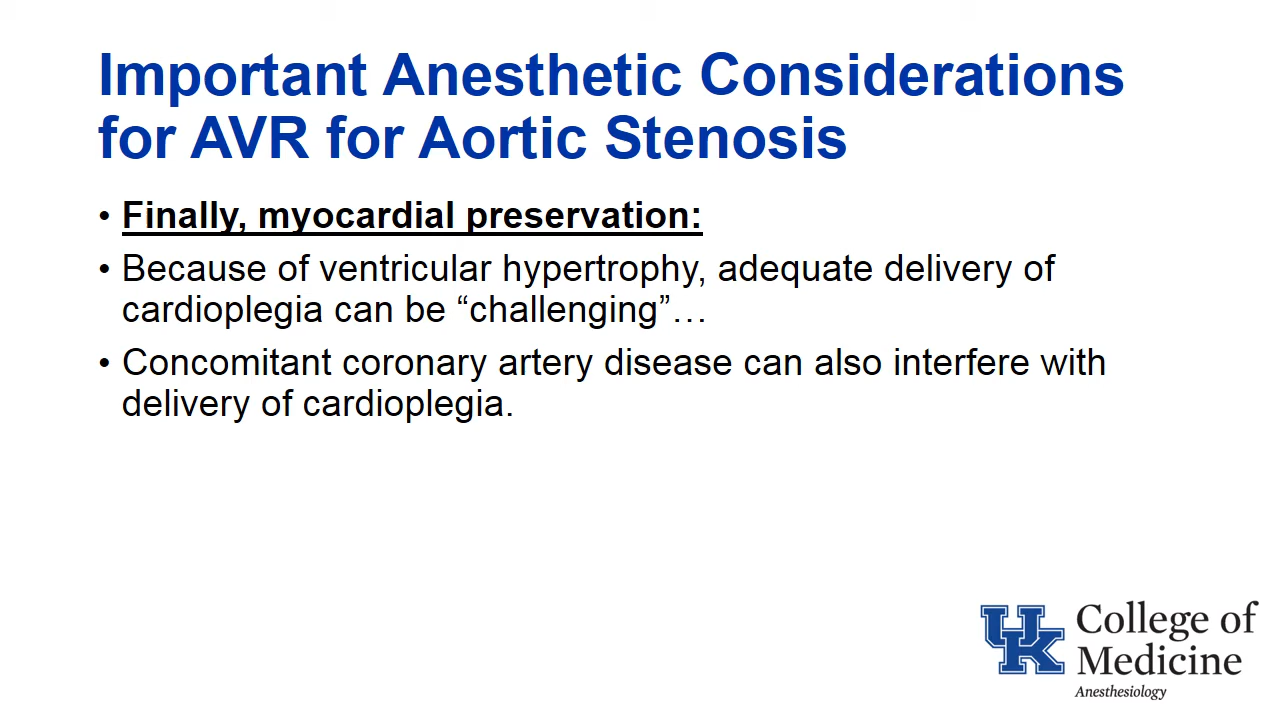 Important Anesthetic Considerations
for AVR for Aortic Stenosis
• Finally, myocardial preservation:
• Because of ventricular hypertrophy, adequate delivery of
cardioplegia can be “challenging”…
• Concomitant coronary artery disease can also interfere with
delivery of cardioplegia.
UK
College of
Medicine
Anesthesiology